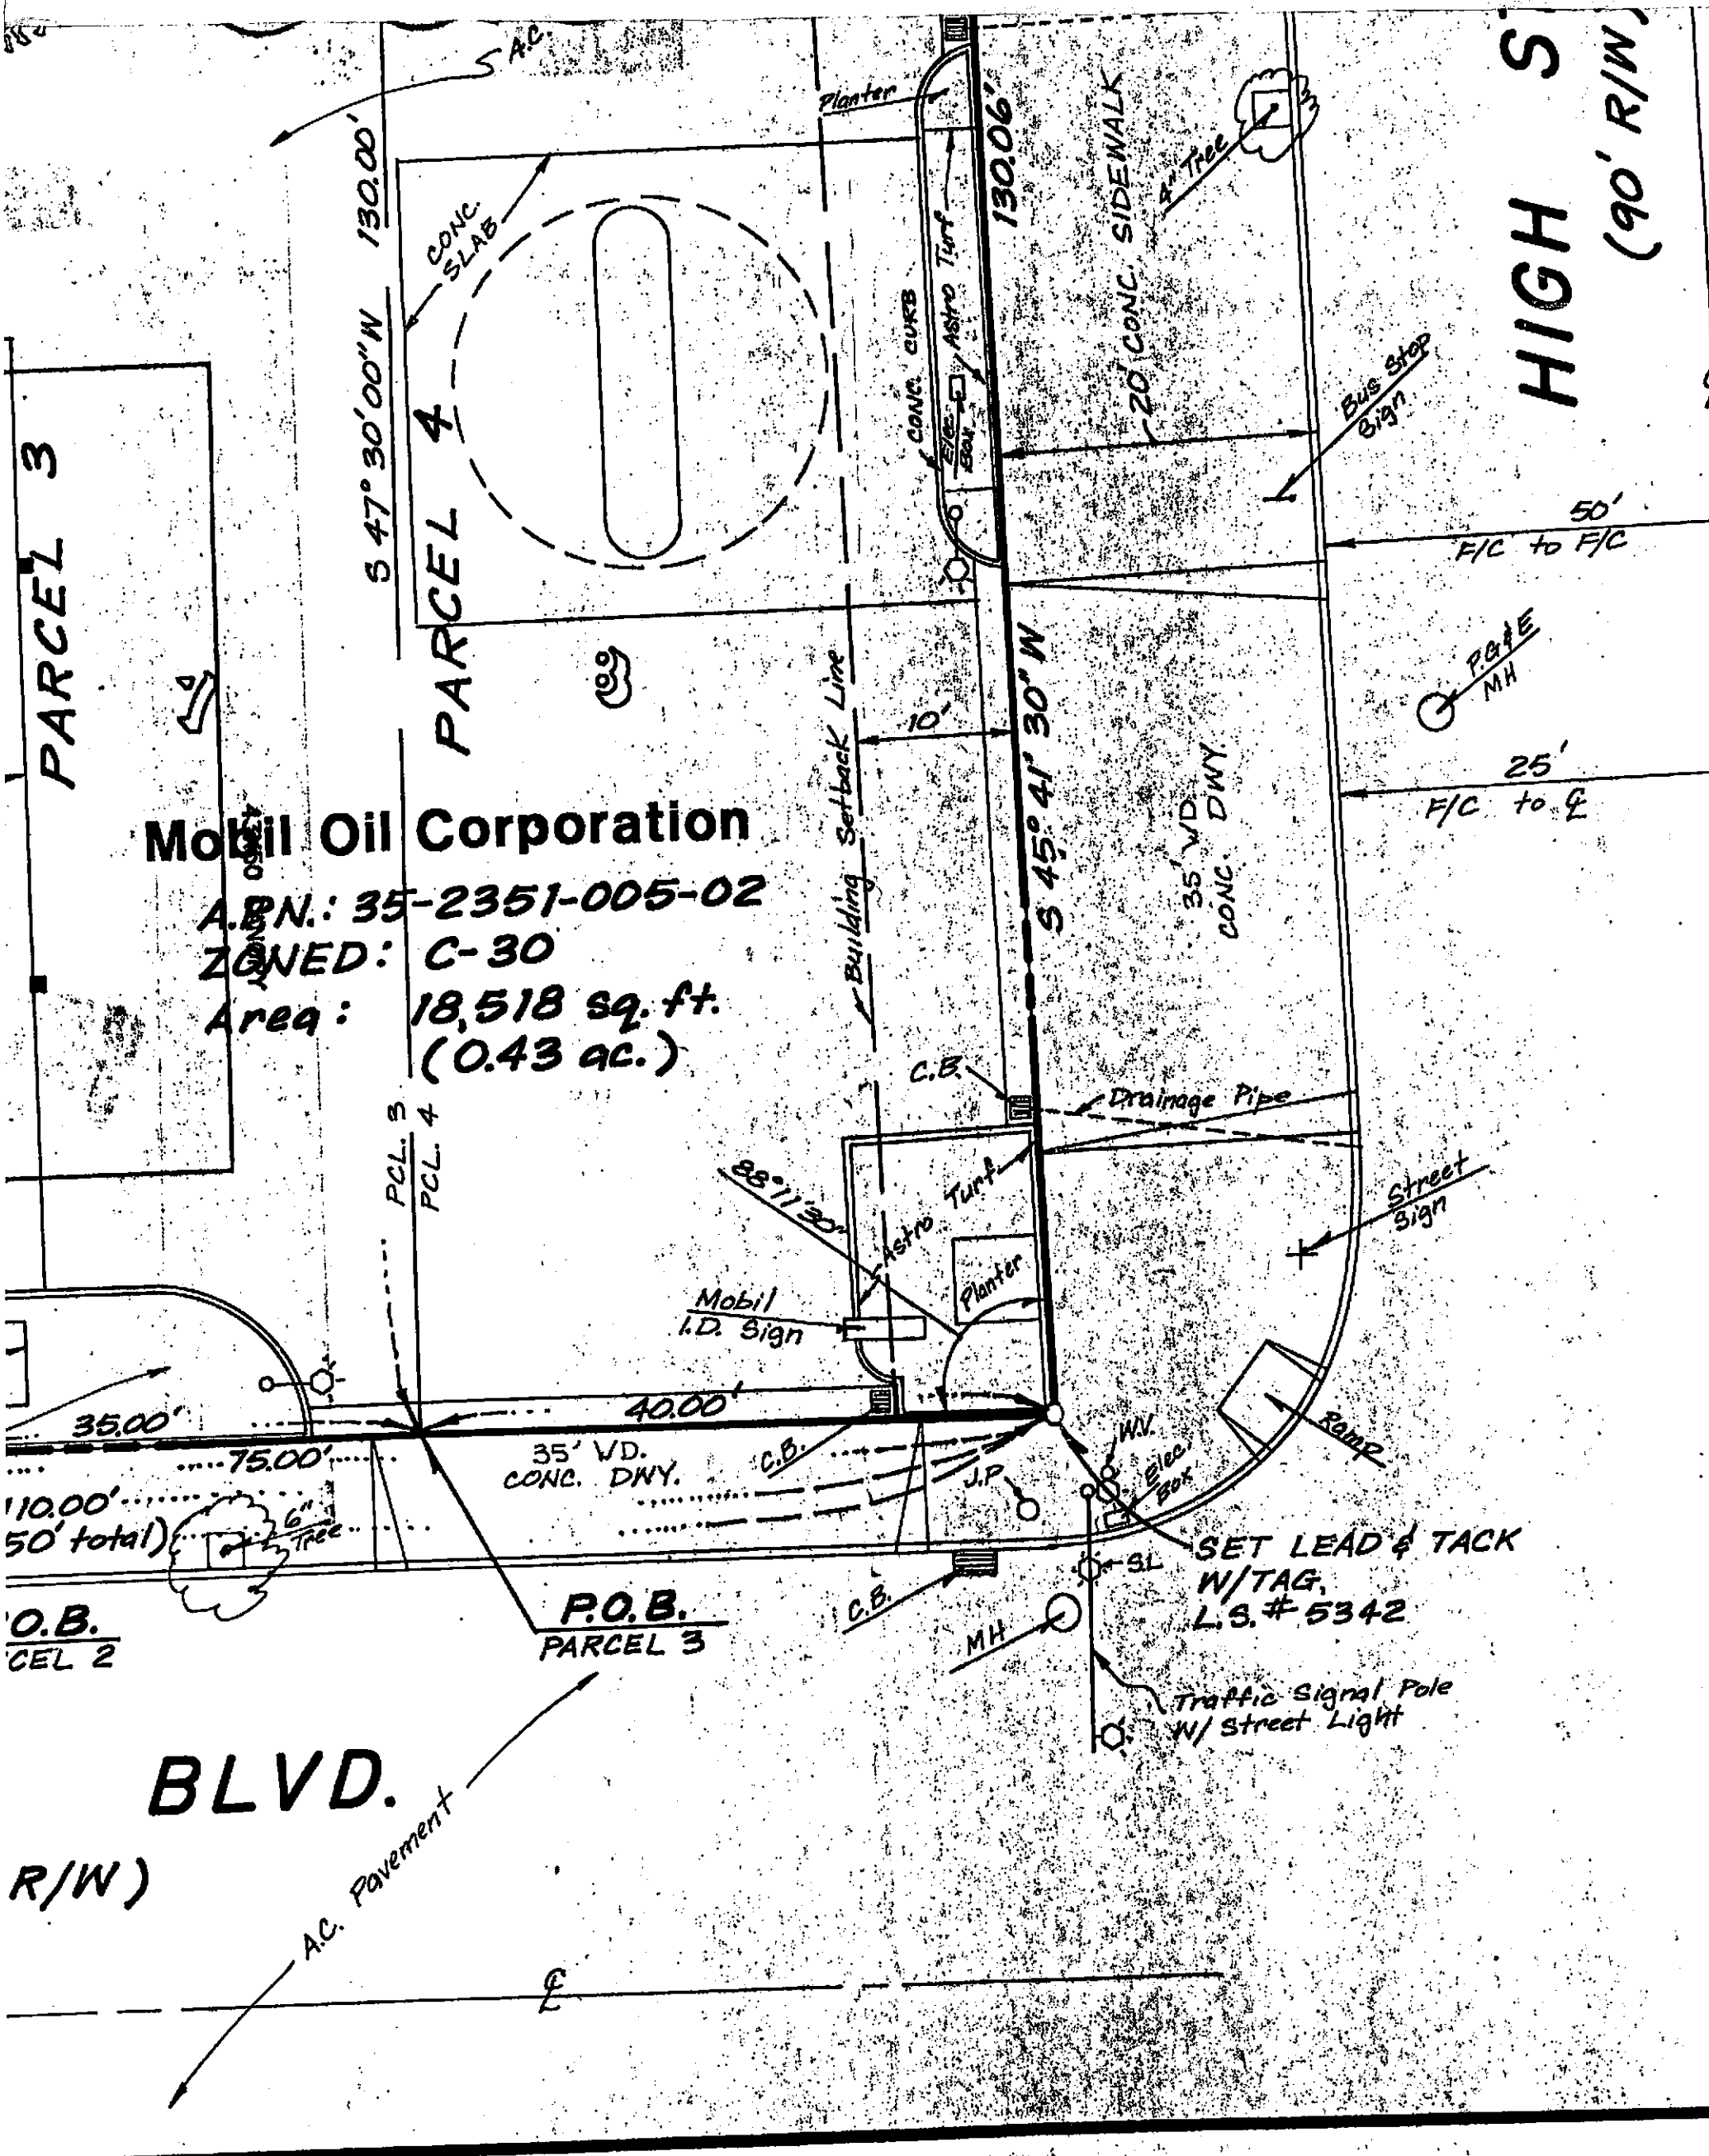 A.C.
Planter
130.06'
20' CONC. SIDEWALK
4" Tree
HIGH S
(90' R/W)
S 47° 30' 00" W 130.00'
CONC.
SLAB
PARCEL 3
PARCEL 4
CONC. CURB
Elec.
Box
Astro Turf
Bus Stop
Sign
50'
F/C to F/C
P.G.&E
MH
25'
F/C to ℄
10'
Building Setback Line
S 45° 41' 30" W
35' WD.
CONC. DWY.
Mobil Oil Corporation
A.P.N.: 35-2351-005-02
ZONED: C-30
Area: 18,518 sq. ft.
(0.43 ac.)
CANOPY
PCL. 3
PCL. 4
C.B.
Drainage Pipe
88°11'30"
Astro Turf
Planter
Street
Sign
Mobil
I.D. Sign
35.00'
40.00'
75.00'
35' WD.
CONC. DWY.
C.B.
W.V.
Elec.
Box
Ramp
J.P.
110.00'
50' total)
6"
Tree
SET LEAD & TACK
W/TAG.
L.S. # 5342
S.L.
C.B.
MH
O.B.
CEL 2
P.O.B.
PARCEL 3
Traffic Signal Pole
W/ Street Light
BLVD.
R/W)
A.C. Pavement
℄